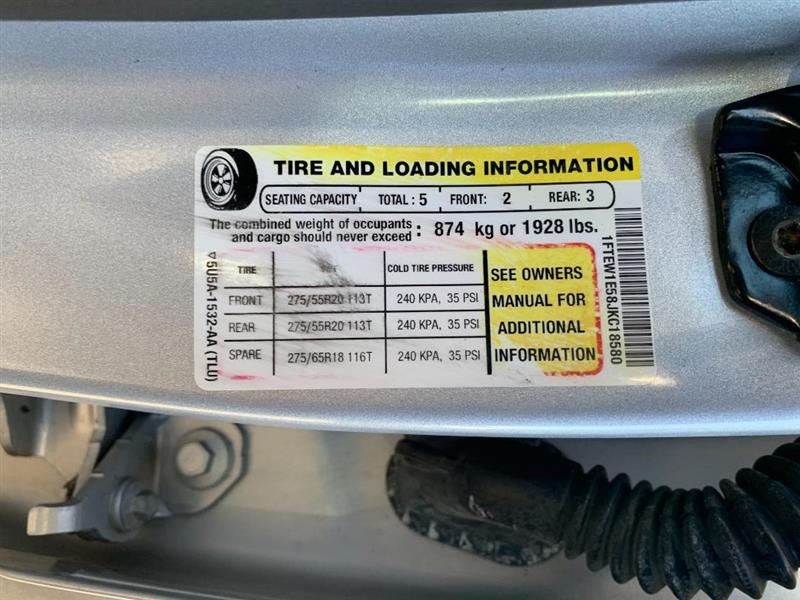 TIRE AND LOADING INFORMATION
SEATING CAPACITY TOTAL : 5 FRONT: 2 REAR: 3
The combined weight of occupants
and cargo should never exceed : 874 kg or 1928 lbs.
TIRE COLD TIRE PRESSURE
FRONT 275/55R20 113T 240 KPA, 35 PSI
REAR 275/55R20 113T 240 KPA, 35 PSI
SPARE 275/65R18 116T 240 KPA, 35 PSI
SEE OWNERS
MANUAL FOR
ADDITIONAL
INFORMATION
5U5A-1532-AA (TLU)
1FTEW1E58JKC18580